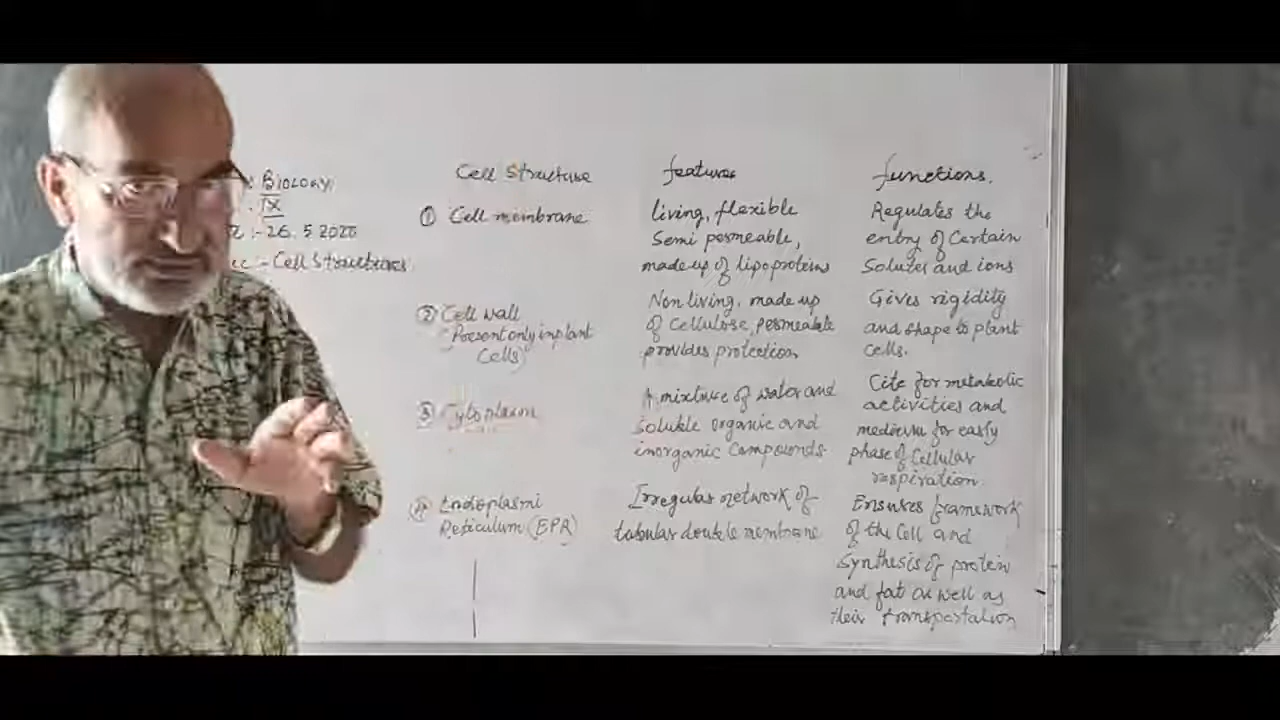 : BIOLOGY
: IX
:- 26.5 2020
- Cell Structures
Cell Structure
features
functions.
① Cell membrane
living, flexible
Semi permeable,
made up of lipoproteins
Regulates the
entry of Certain
Solutes and ions
② Cell wall
(Present only in plant
Cells)
Non living, made up
of Cellulose, permeable
provides protection
Gives rigidity
and shape to plant
Cells.
③ Cytoplasm
A mixture of water and
Soluble organic and
inorganic Compounds
Cite for metabolic
activities and
medium for early
phase of Cellular
respiration
④ Endoplasmi
Reticulum (EPR)
Irregular network of
tabular double membrane
Ensures framework
of the Cell and
Synthesis of protein
and fat as well as
their transpostation